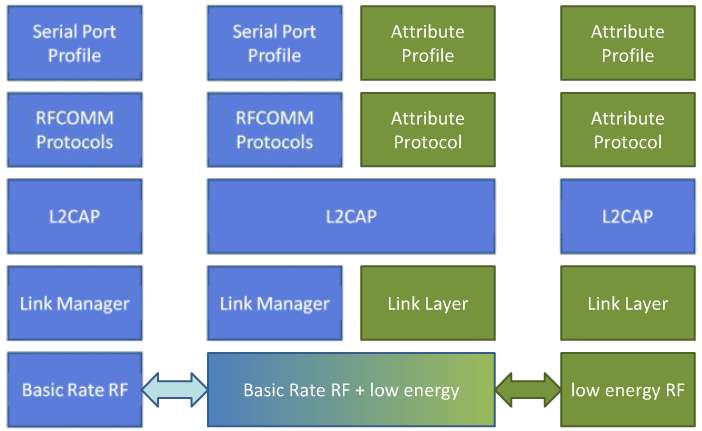 Serial Port
Profile
Serial Port
Profile
Attribute
Profile
Attribute
Profile
RFCOMM
Protocols
RFCOMM
Protocols
Attribute
Protocol
Attribute
Protocol
L2CAP
L2CAP
L2CAP
Link Manager
Link Manager
Link Layer
Link Layer
Basic Rate RF
Basic Rate RF + low energy
low energy RF